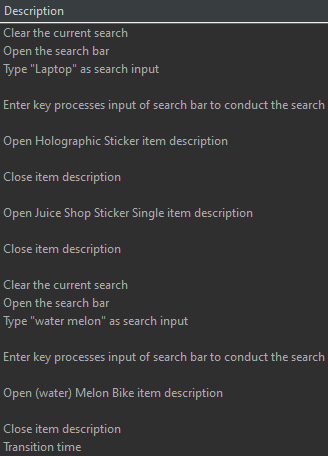 Description
Clear the current search
Open the search bar
Type "Laptop" as search input
Enter key processes input of search bar to conduct the search
Open Holographic Sticker item description
Close item description
Open Juice Shop Sticker Single item description
Close item description
Clear the current search
Open the search bar
Type "water melon" as search input
Enter key processes input of search bar to conduct the search
Open (water) Melon Bike item description
Close item description
Transition time